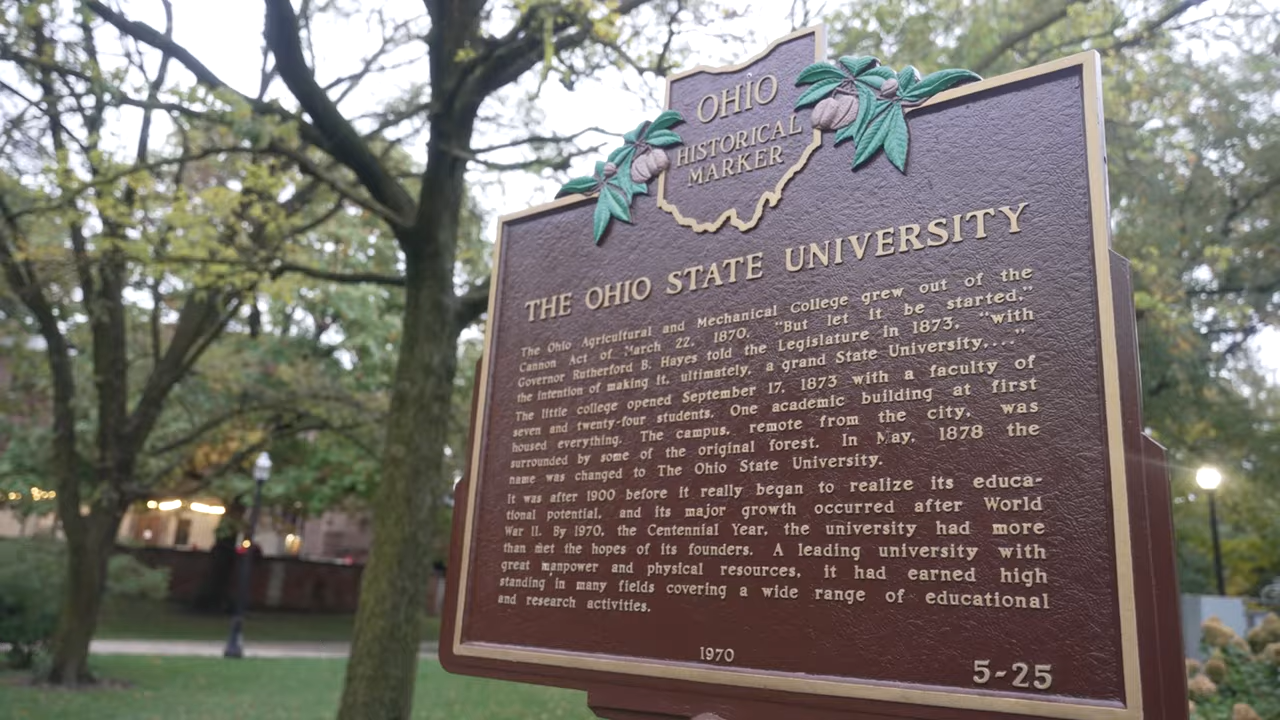 OHIO
HISTORICAL
MARKER
THE OHIO STATE UNIVERSITY
The Ohio Agricultural and Mechanical College grew out of the
Cannon Act of March 22, 1870. "But let it be started,"
Governor Rutherford B. Hayes told the Legislature in 1873, "with
the intention of making it, ultimately, a grand State University,..."
The little college opened September 17, 1873 with a faculty of
seven and twenty-four students. One academic building at first
housed everything. The campus, remote from the city, was
surrounded by some of the original forest. In May, 1878 the
name was changed to The Ohio State University.
It was after 1900 before it really began to realize its educa-
tional potential, and its major growth occurred after World
War II. By 1970, the Centennial Year, the university had more
than met the hopes of its founders. A leading university with
great manpower and physical resources, it had earned high
standing in many fields covering a wide range of educational
and research activities.
1970
5-25